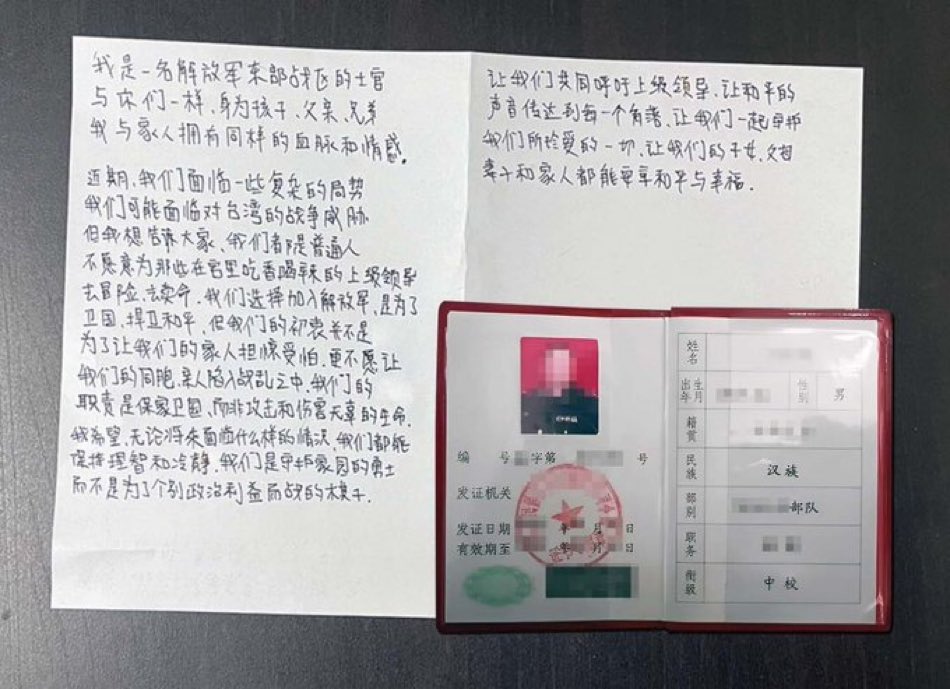 我是一名解放军东部战区的士官
与你们一样、身为孩子、父亲、兄弟
我与家人拥有同样的血脉和情感。
近期、我们面临一些复杂的局势
我们可能面临对台湾的战争威胁
但我想告诉大家、我们都是普通人
不愿意为那些在宫里吃香喝辣的上级领导
去冒险、去卖命。我们选择加入解放军、是为了
卫国、捍卫和平、但我们的初衷并不是
为了让我们的家人担惊受怕、更不愿让
我们的同胞、亲人陷入战乱之中、我们的
职责是保家卫国、而非攻击和伤害无辜的生命.
我希望、无论将来面临什么样的情况、我们都能
保持理智和冷静、我们是守护家园的勇士
而不是为了个别政治利益而战的棋子.
让我们共同呼吁上级领导、让和平的
声音传达到每一个角落、让我们一起守护
我们所珍爱的一切、让我们的子女、父母
妻子和家人都能享享和平与幸福.
编 号 字第 号
发证机关
发证日期 年 月 日
有效期至 年 月 日
姓名
出生年月 性别 男
籍贯
民族 汉族
部别 部队
职务
衔级 中校